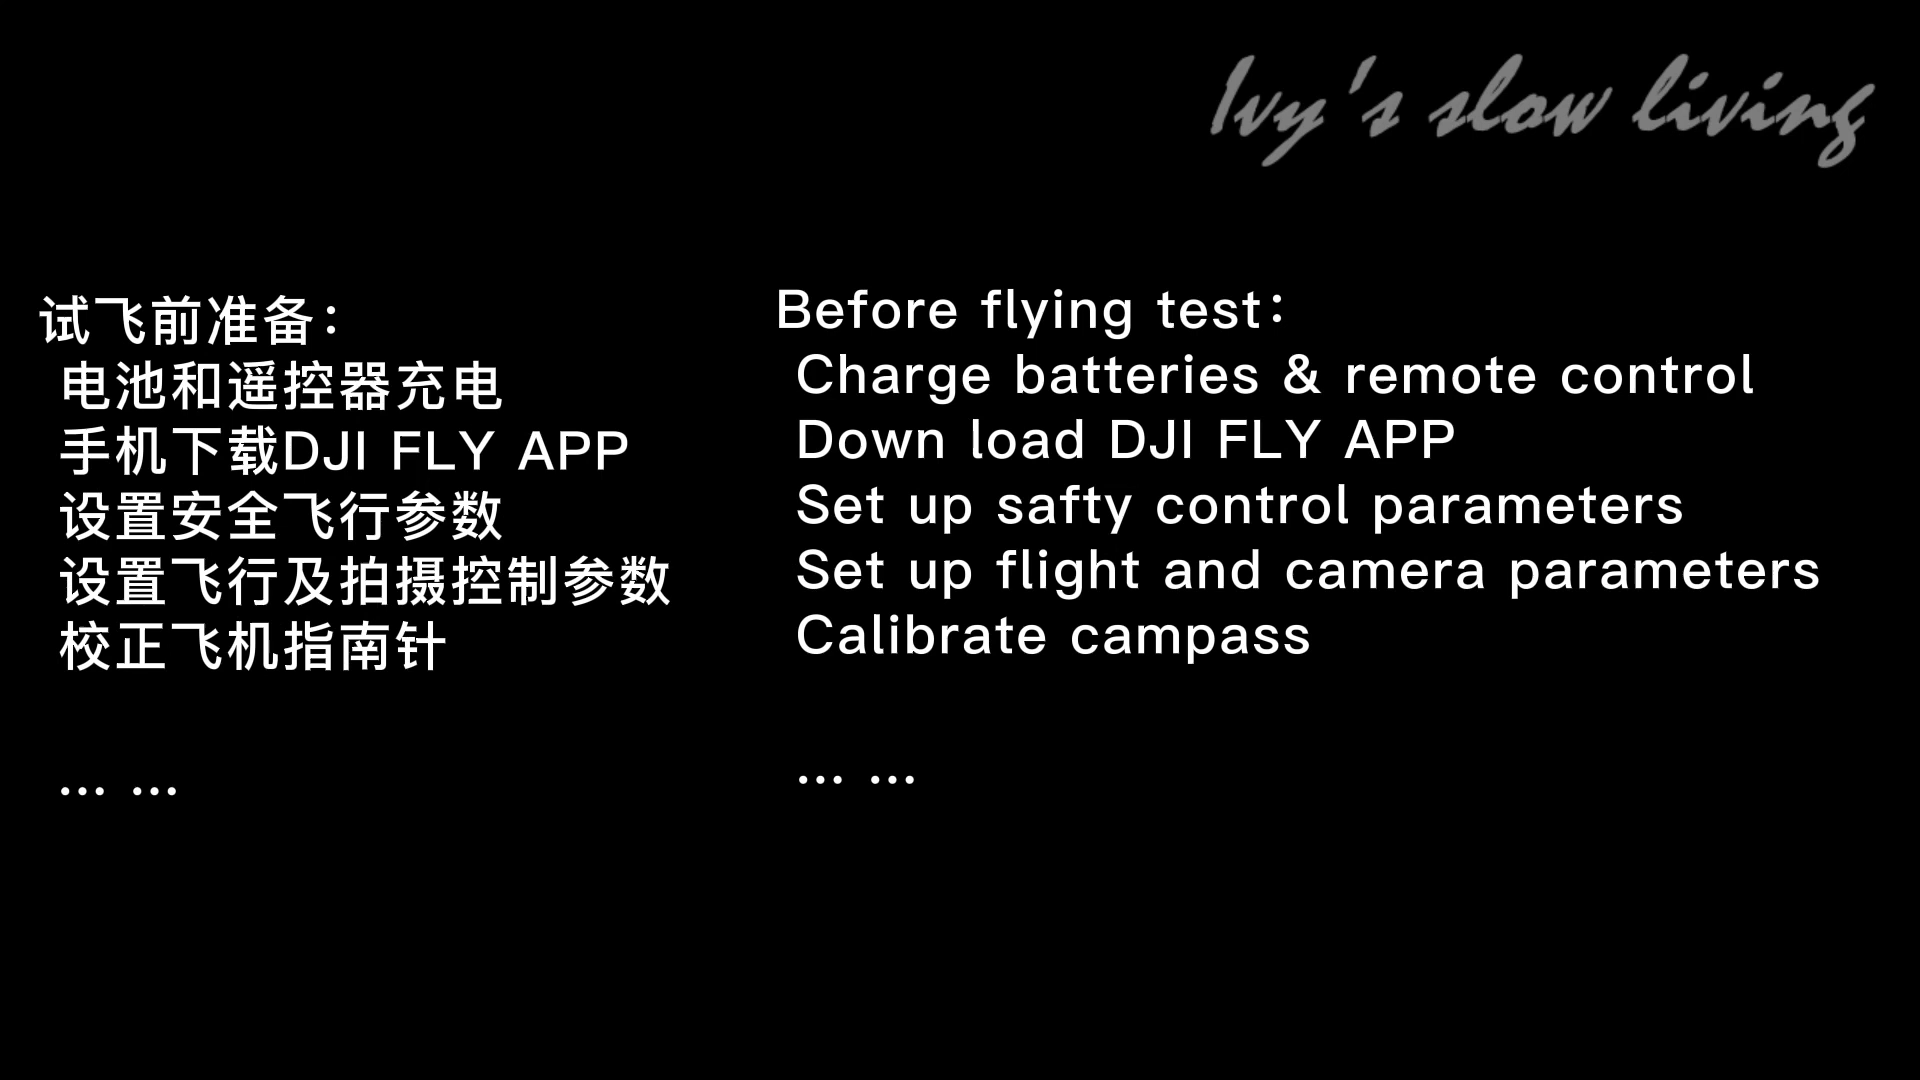 Ivy's slow living
试飞前准备：
电池和遥控器充电
手机下载DJI FLY APP
设置安全飞行参数
设置飞行及拍摄控制参数
校正飞机指南针
... ...
Before flying test：
Charge batteries & remote control
Down load DJI FLY APP
Set up safty control parameters
Set up flight and camera parameters
Calibrate campass
... ...